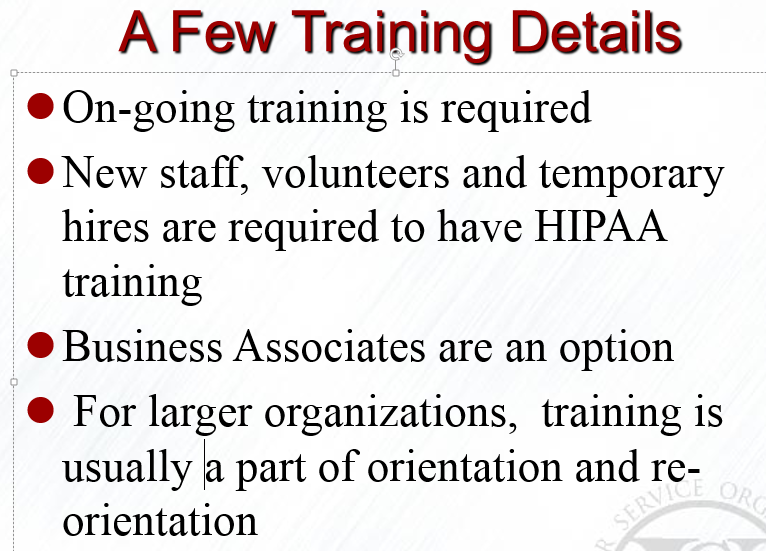 A Few Training Details
On-going training is required
New staff, volunteers and temporary
hires are required to have HIPAA
training
Business Associates are an option
For larger organizations,  training is
usually a part of orientation and re-
orientation
SERVICE